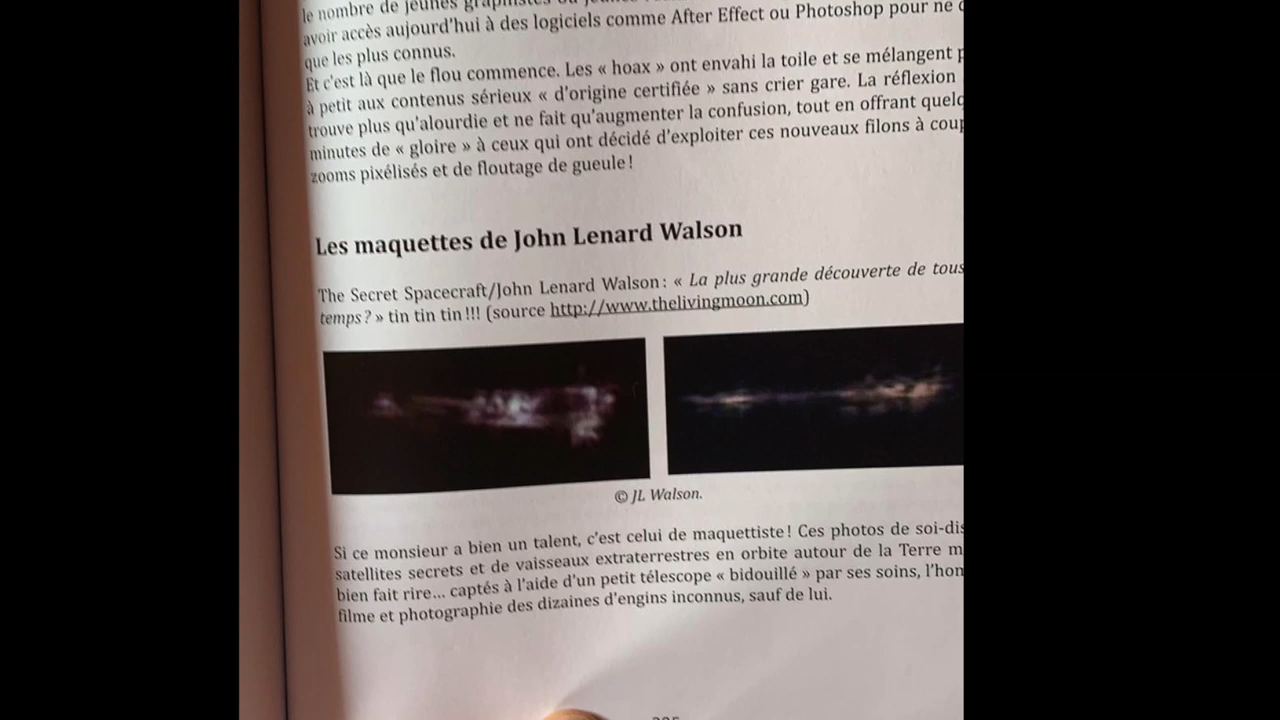 le nombre de jeunes graphistes ou jeunes
avoir accès aujourd'hui à des logiciels comme After Effect ou Photoshop pour ne
que les plus connus.
Et c'est là que le flou commence. Les « hoax » ont envahi la toile et se mélangent
à petit aux contenus sérieux « d'origine certifiée » sans crier gare. La réflexion
trouve plus qu'alourdie et ne fait qu'augmenter la confusion, tout en offrant
minutes de « gloire » à ceux qui ont décidé d'exploiter ces nouveaux filons à
zooms pixélisés et de floutage de gueule !
Les maquettes de John Lenard Walson
The Secret Spacecraft/John Lenard Walson : « La plus grande découverte de tous
temps ? » tin tin tin !!! (source http://www.thelivingmoon.com)
© JL Walson.
Si ce monsieur a bien un talent, c'est celui de maquettiste ! Ces photos de soi-dis
satellites secrets et de vaisseaux extraterrestres en orbite autour de la Terre m
bien fait rire... captés à l'aide d'un petit télescope « bidouillé » par ses soins, l'hom
filme et photographie des dizaines d'engins inconnus, sauf de lui.